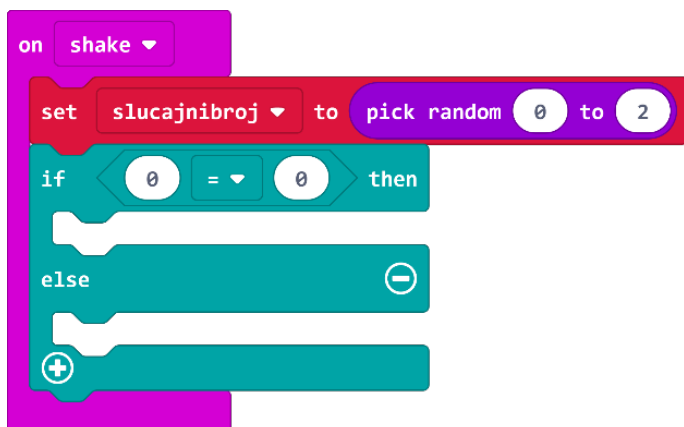 on shake
set slucajnibroj to pick random 0 to 2
if 0 = 0 then
else